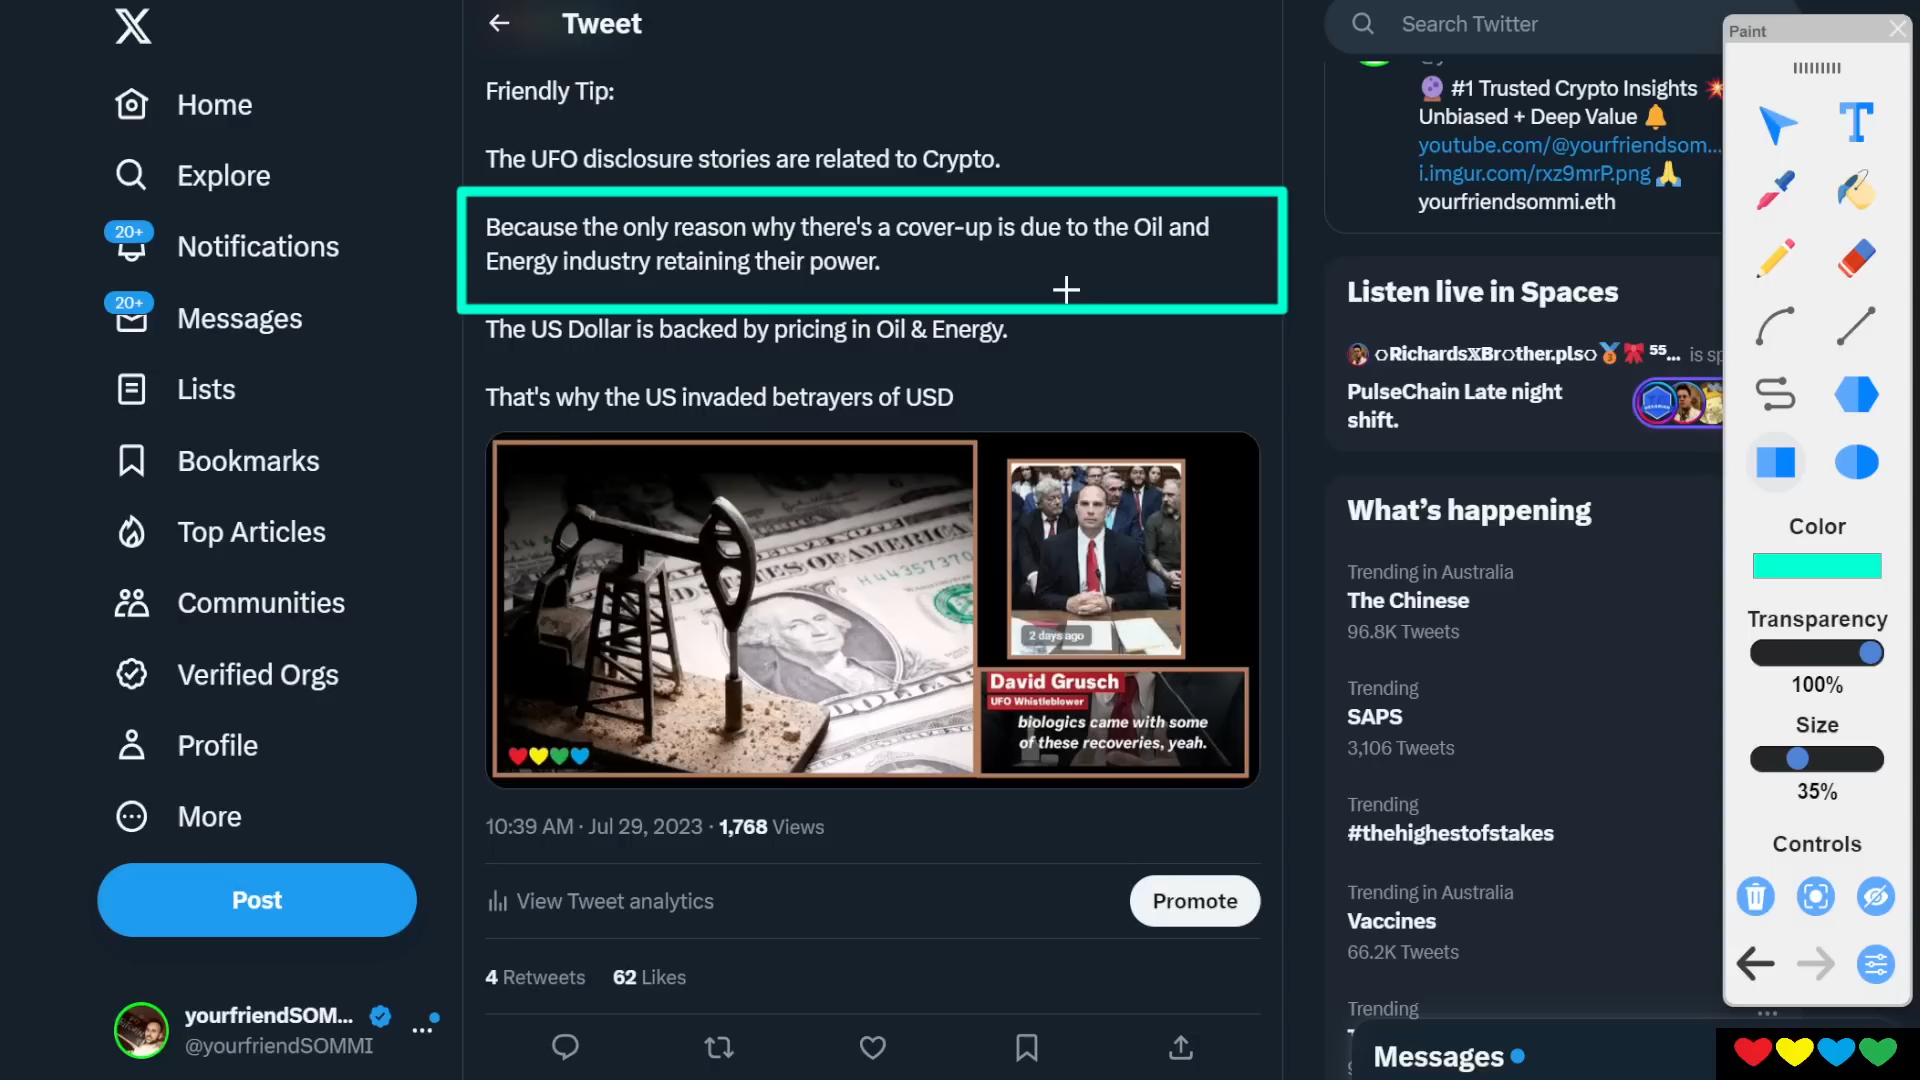 Home
Explore
20+
Notifications
20+
Messages
Lists
Bookmarks
Top Articles
Communities
Verified Orgs
Profile
More
Post
yourfriendSOM...
@yourfriendSOMMI
Tweet
Friendly Tip:
The UFO disclosure stories are related to Crypto.
Because the only reason why there's a cover-up is due to the Oil and
Energy industry retaining their power.
The US Dollar is backed by pricing in Oil & Energy.
That's why the US invaded betrayers of USD
OF AMERICA
2 days ago
David Grusch
UFO Whistleblower
biologics came with some
of these recoveries, yeah.
10:39 AM · Jul 29, 2023 · 1,768 Views
View Tweet analytics
Promote
4 Retweets 62 Likes
Search Twitter
🔮 #1 Trusted Crypto Insights 💥
Unbiased + Deep Value 🔔
youtube.com/@yourfriendsom...
i.imgur.com/rxz9mrP.png 🙏
yourfriendsommi.eth
Listen live in Spaces
RichardsXBrother.pls 55... is sp
PulseChain Late night
shift.
What's happening
Trending in Australia
The Chinese
96.8K Tweets
Trending
SAPS
3,106 Tweets
Trending
#thehighestofstakes
Trending in Australia
Vaccines
66.2K Tweets
Trending
Messages
Paint
Color
Transparency
100%
Size
35%
Controls